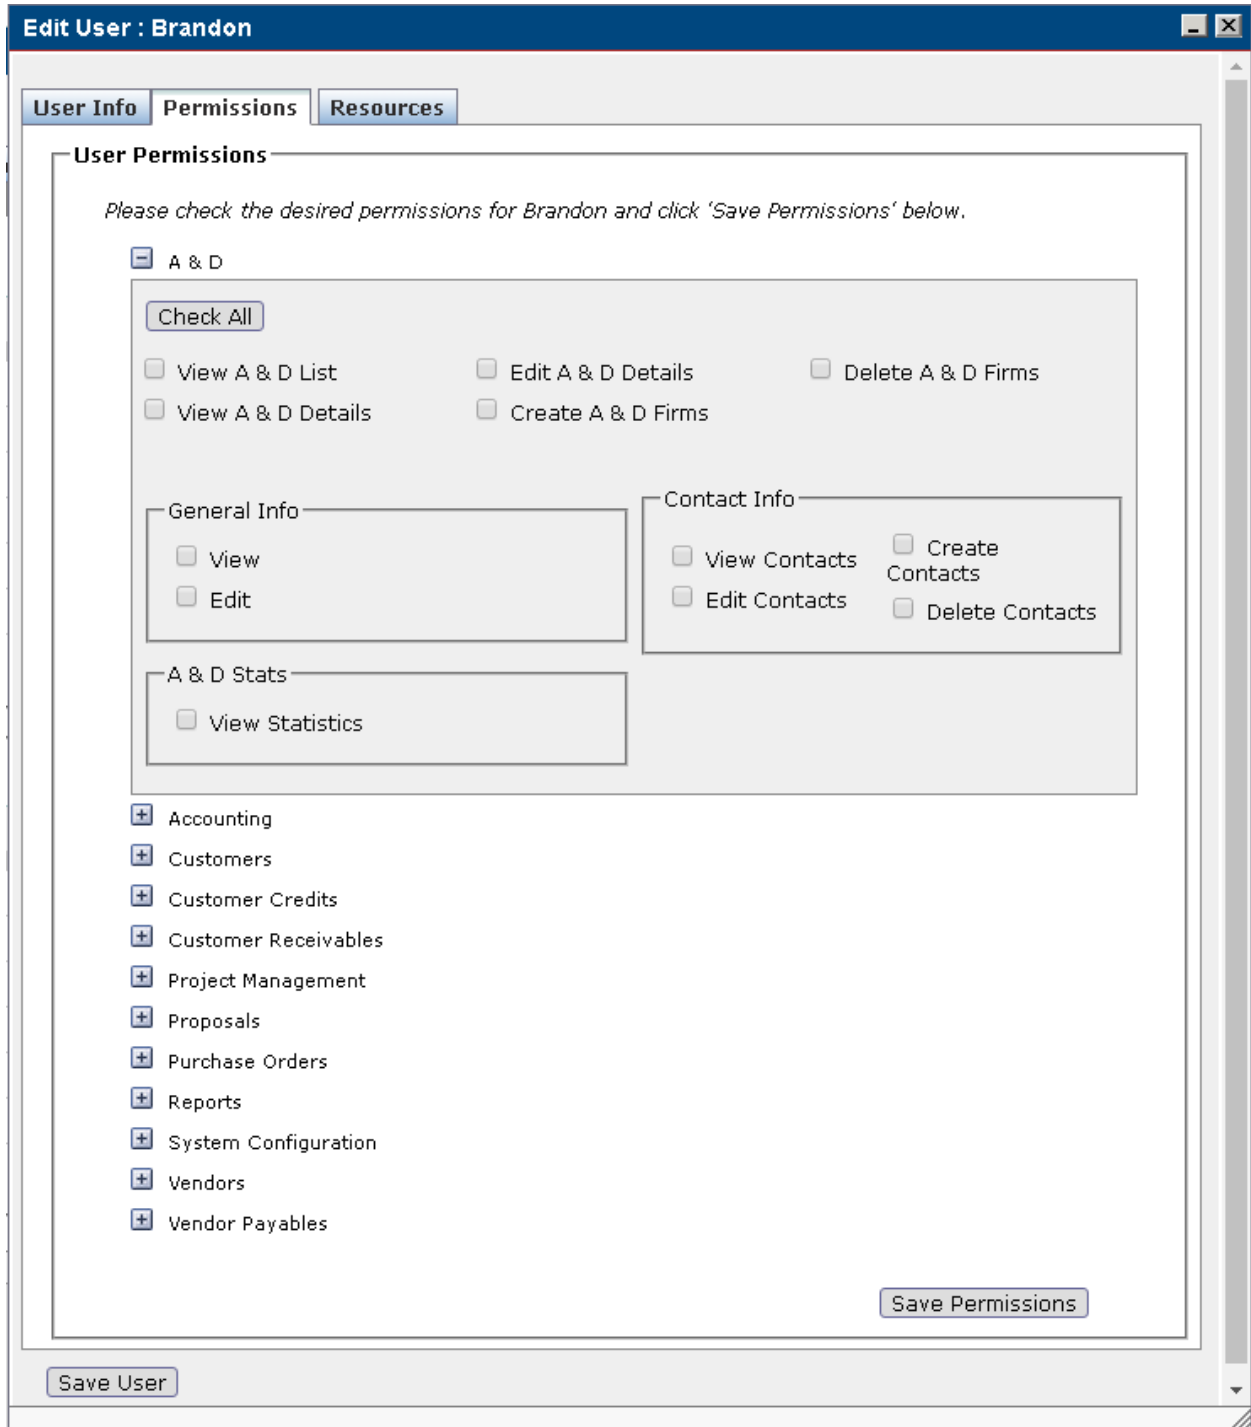 Edit User : Brandon
User Info Permissions Resources
User Permissions
Please check the desired permissions for Brandon and click 'Save Permissions' below.
A & D
Check All
View A & D List Edit A & D Details Delete A & D Firms
View A & D Details Create A & D Firms
General Info
View
Edit
Contact Info
View Contacts
Edit Contacts
Create
Contacts
Delete Contacts
A & D Stats
View Statistics
Accounting
Customers
Customer Credits
Customer Receivables
Project Management
Proposals
Purchase Orders
Reports
System Configuration
Vendors
Vendor Payables
Save Permissions
Save User